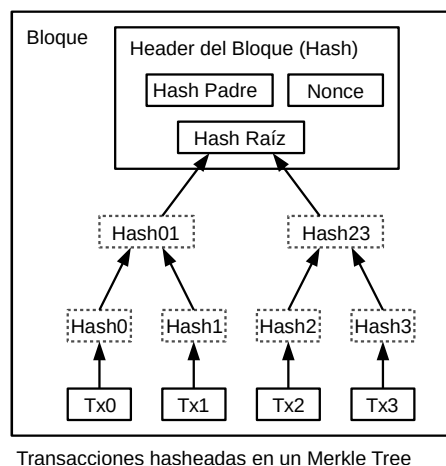 Bloque
Header del Bloque (Hash)
Hash Padre
Nonce
Hash Raíz
Hash01
Hash23
Hash0
Hash1
Hash2
Hash3
Tx0
Tx1
Tx2
Tx3
Transacciones hasheadas en un Merkle Tree